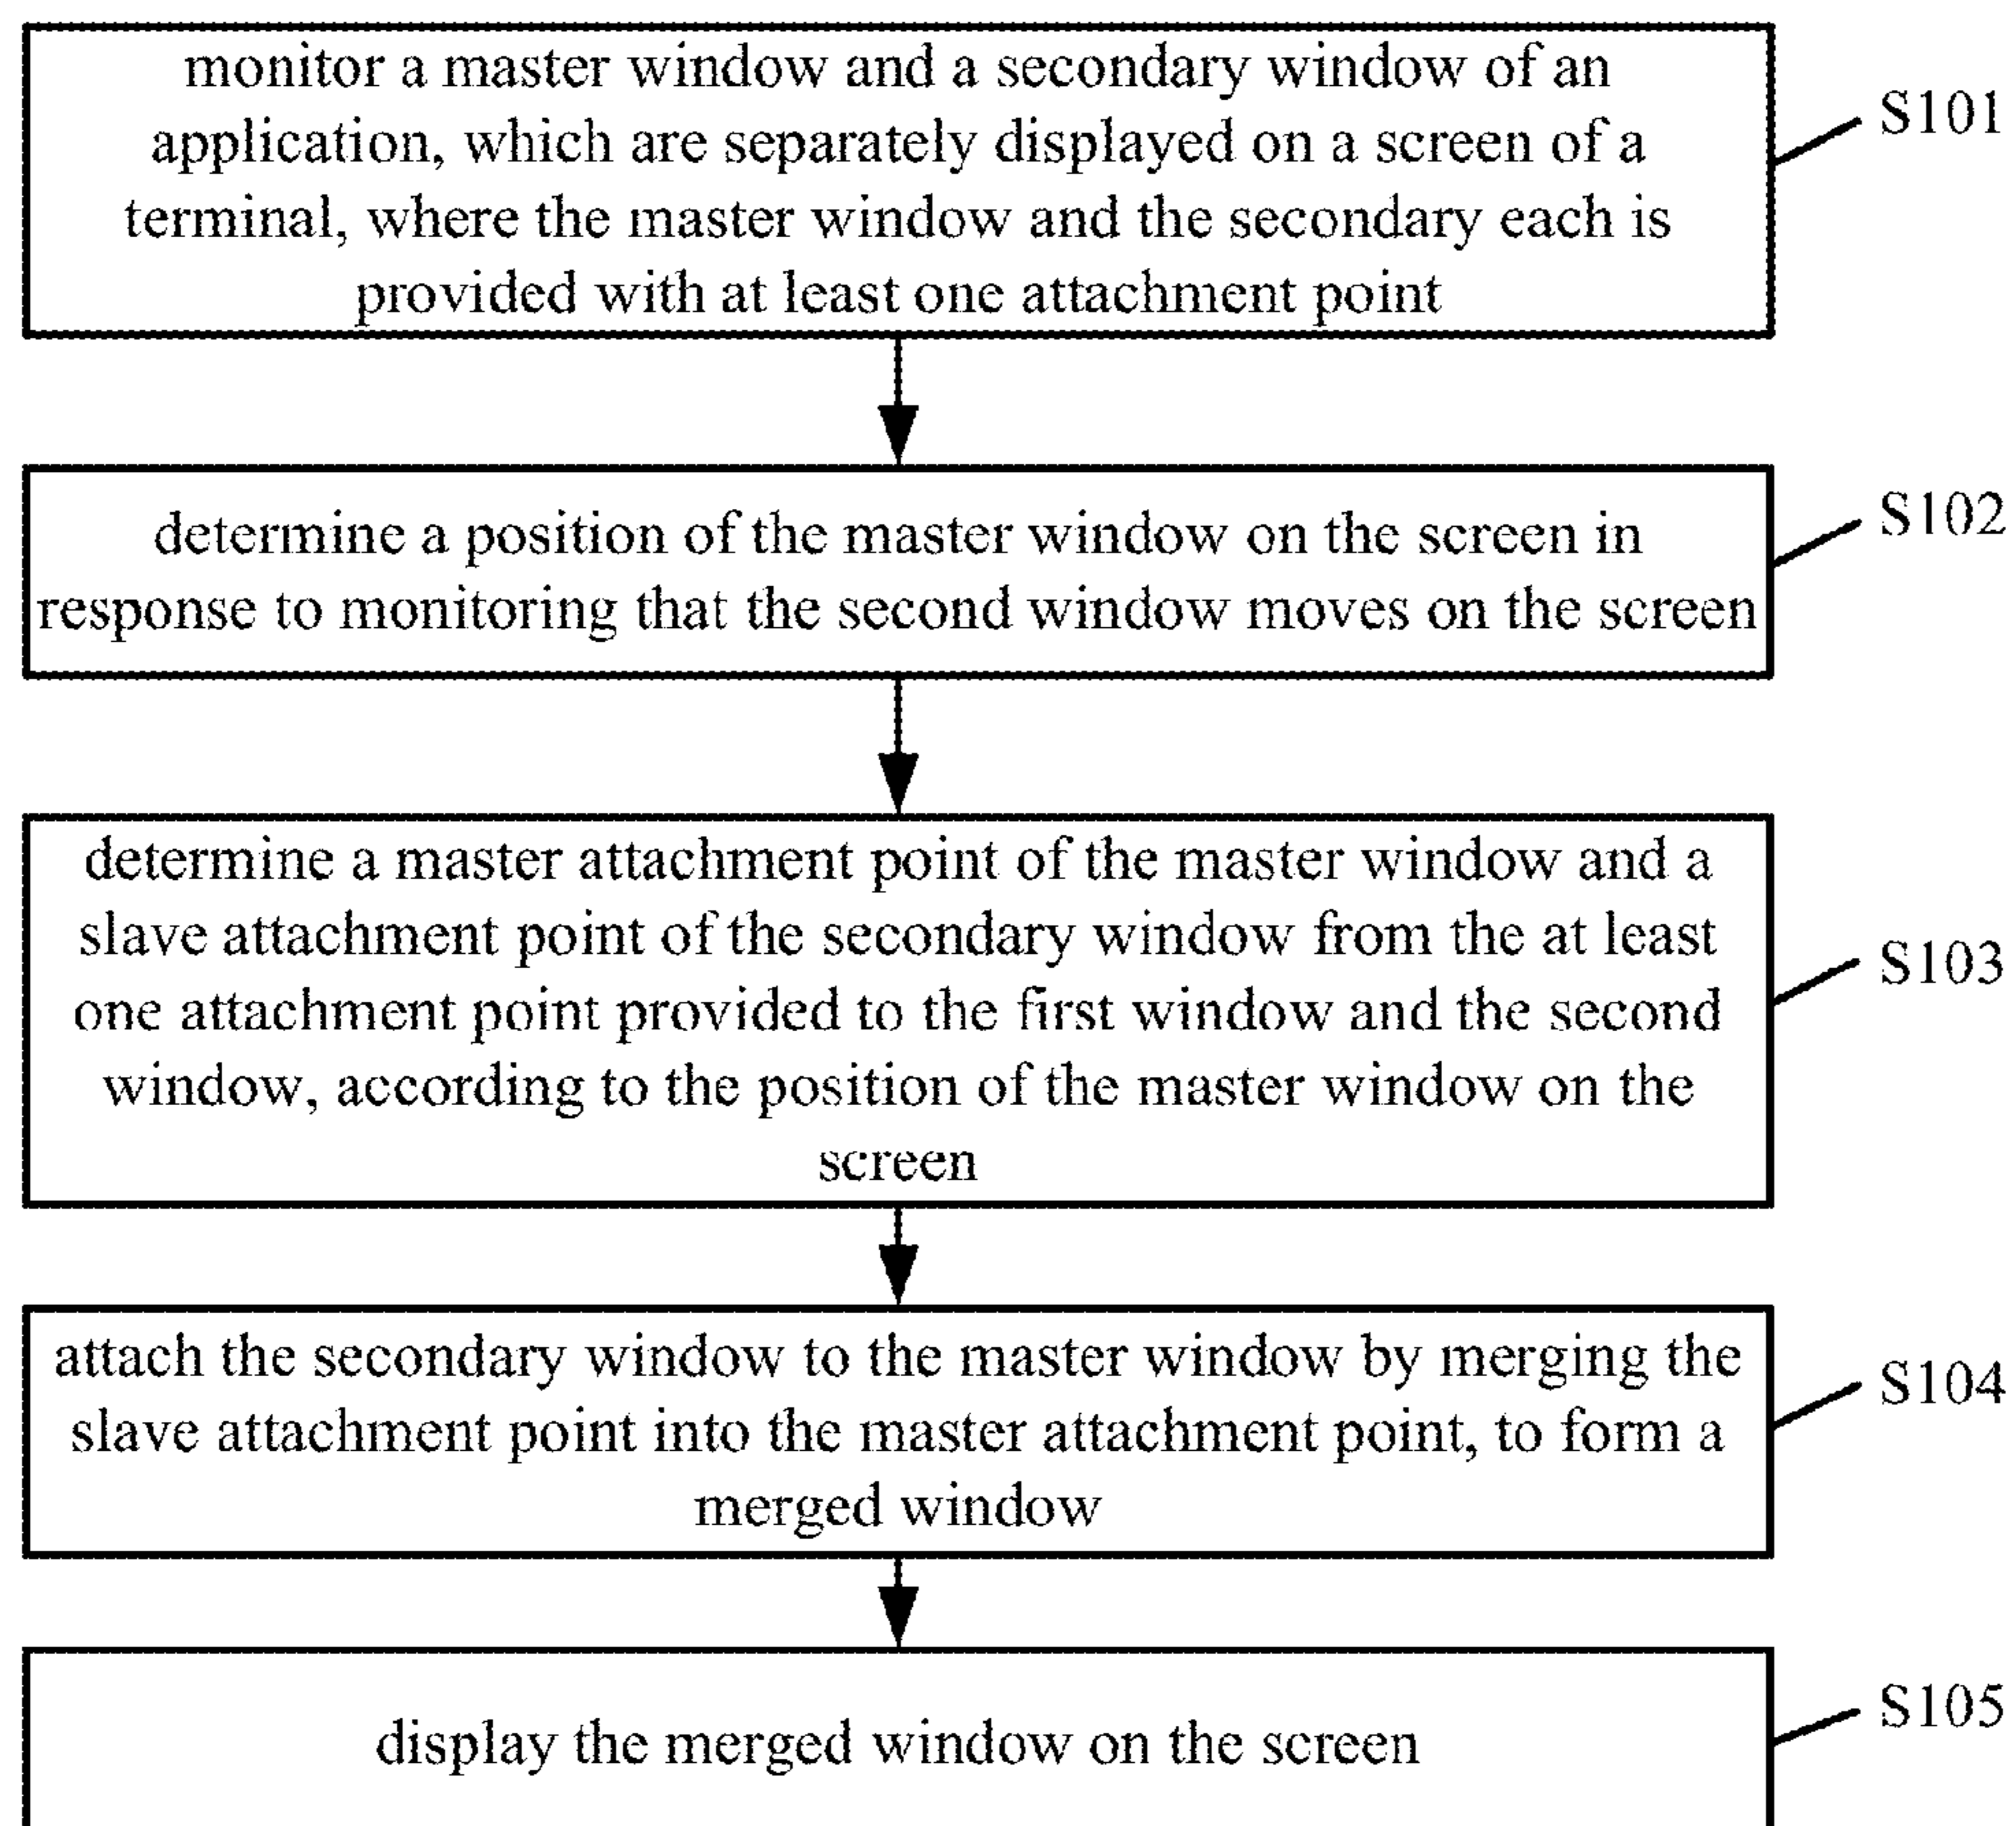 monitor a master window and a secondary window of an
application, which are separately displayed on a screen of a
terminal, where the master window and the secondary each is
provided with at least one attachment point
S101
determine a position of the master window on the screen in
response to monitoring that the second window moves on the screen
S102
determine a master attachment point of the master window and a
slave attachment point of the secondary window from the at least
one attachment point provided to the first window and the second
window, according to the position of the master window on the
screen
S103
attach the secondary window to the master window by merging the
slave attachment point into the master attachment point, to form a
merged window
S104
display the merged window on the screen
S105